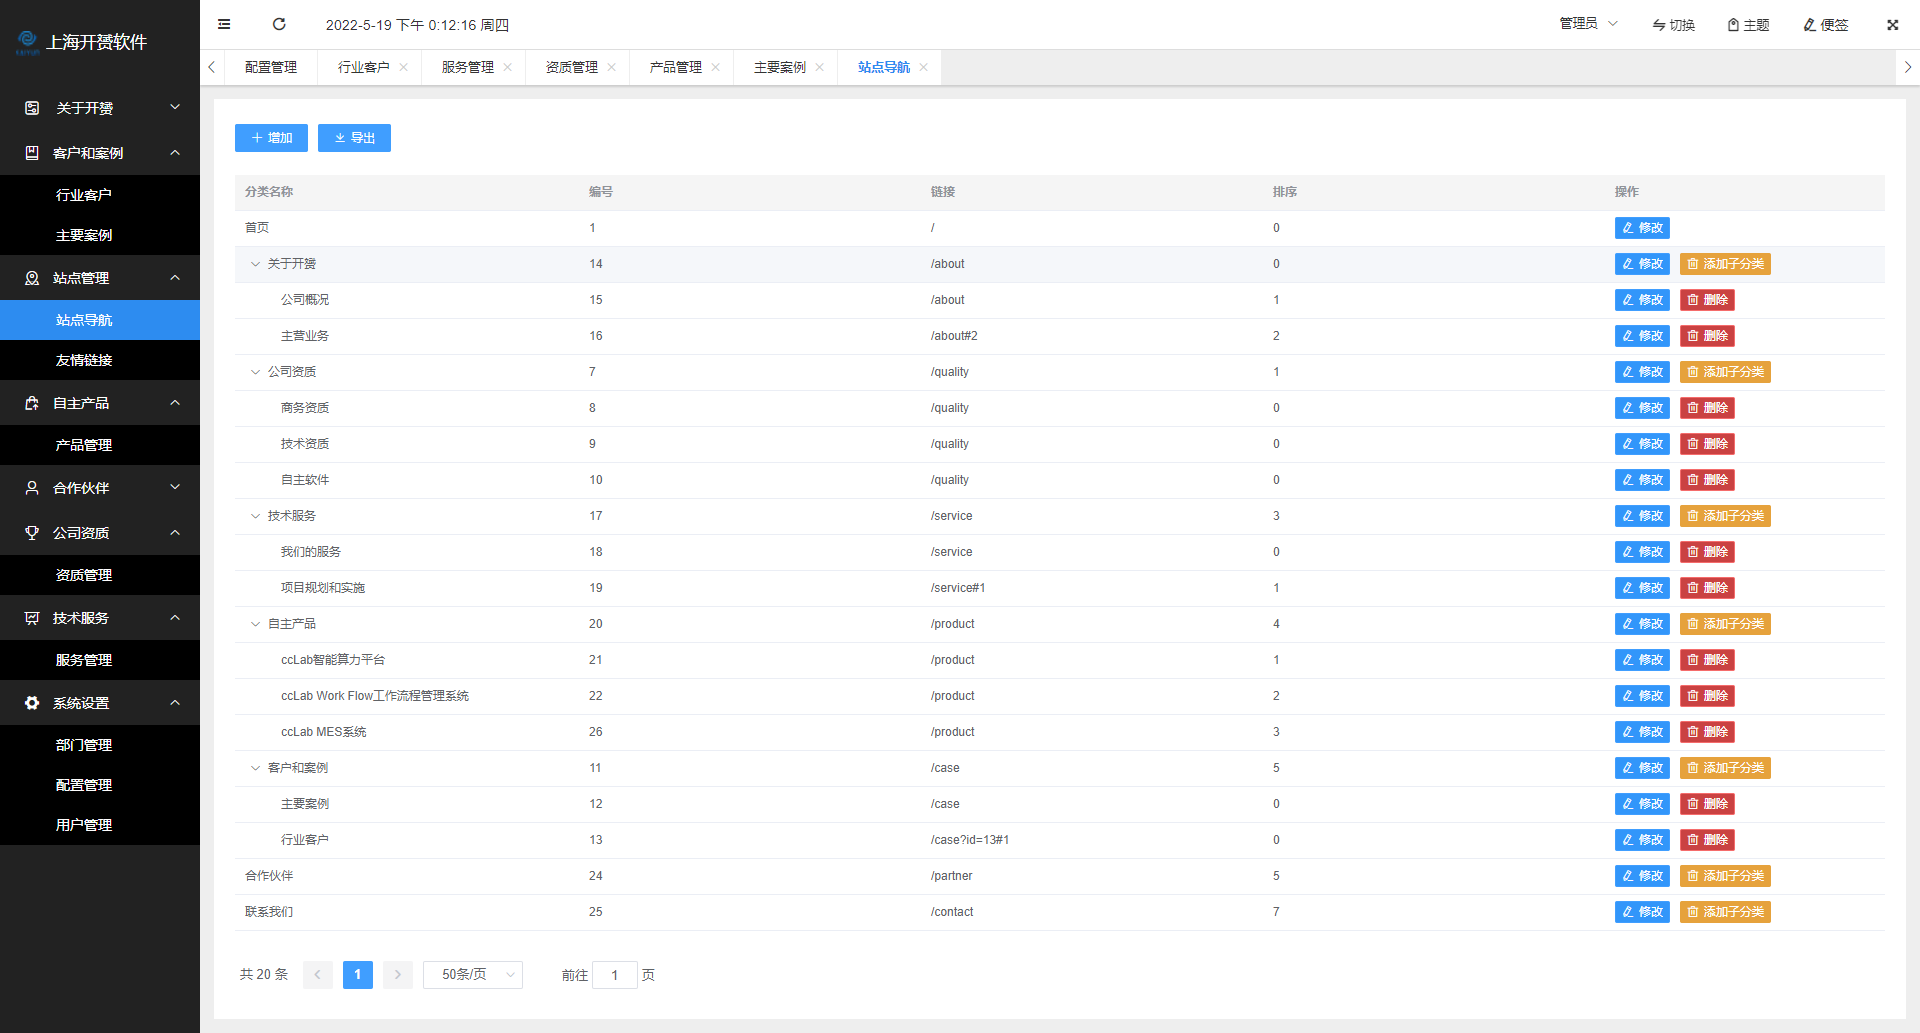 上海开赟软件
2022-5-19 下午 0:12:16 周四
管理员
切换
主题
便签
配置管理
行业客户
服务管理
资质管理
产品管理
主要案例
站点导航
关于开赟
客户和案例
行业客户
主要案例
站点管理
站点导航
友情链接
自主产品
产品管理
合作伙伴
公司资质
资质管理
技术服务
服务管理
系统设置
部门管理
配置管理
用户管理
增加 导出
分类名称 编号 链接 排序 操作
首页 1 / 0 修改
关于开赟 14 /about 0 修改 添加子分类
公司概况 15 /about 1 修改 删除
主营业务 16 /about#2 2 修改 删除
公司资质 7 /quality 1 修改 添加子分类
商务资质 8 /quality 0 修改 删除
技术资质 9 /quality 0 修改 删除
自主软件 10 /quality 0 修改 删除
技术服务 17 /service 3 修改 添加子分类
我们的服务 18 /service 0 修改 删除
项目规划和实施 19 /service#1 1 修改 删除
自主产品 20 /product 4 修改 添加子分类
ccLab智能算力平台 21 /product 1 修改 删除
ccLab Work Flow工作流程管理系统 22 /product 2 修改 删除
ccLab MES系统 26 /product 3 修改 删除
客户和案例 11 /case 5 修改 添加子分类
主要案例 12 /case 0 修改 删除
行业客户 13 /case?id=13#1 0 修改 删除
合作伙伴 24 /partner 5 修改 添加子分类
联系我们 25 /contact 7 修改 添加子分类
共 20 条 1 50条/页 前往 1 页